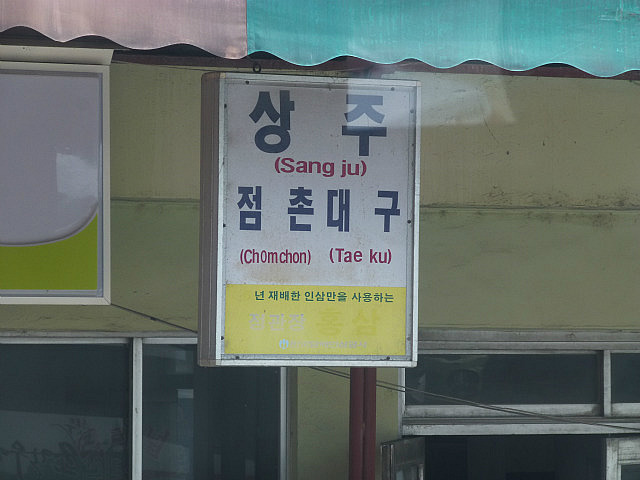 상 주
(Sang ju)
점 촌 대 구
(Chomchon) (Tae ku)
년 재배한 인삼만을 사용하는